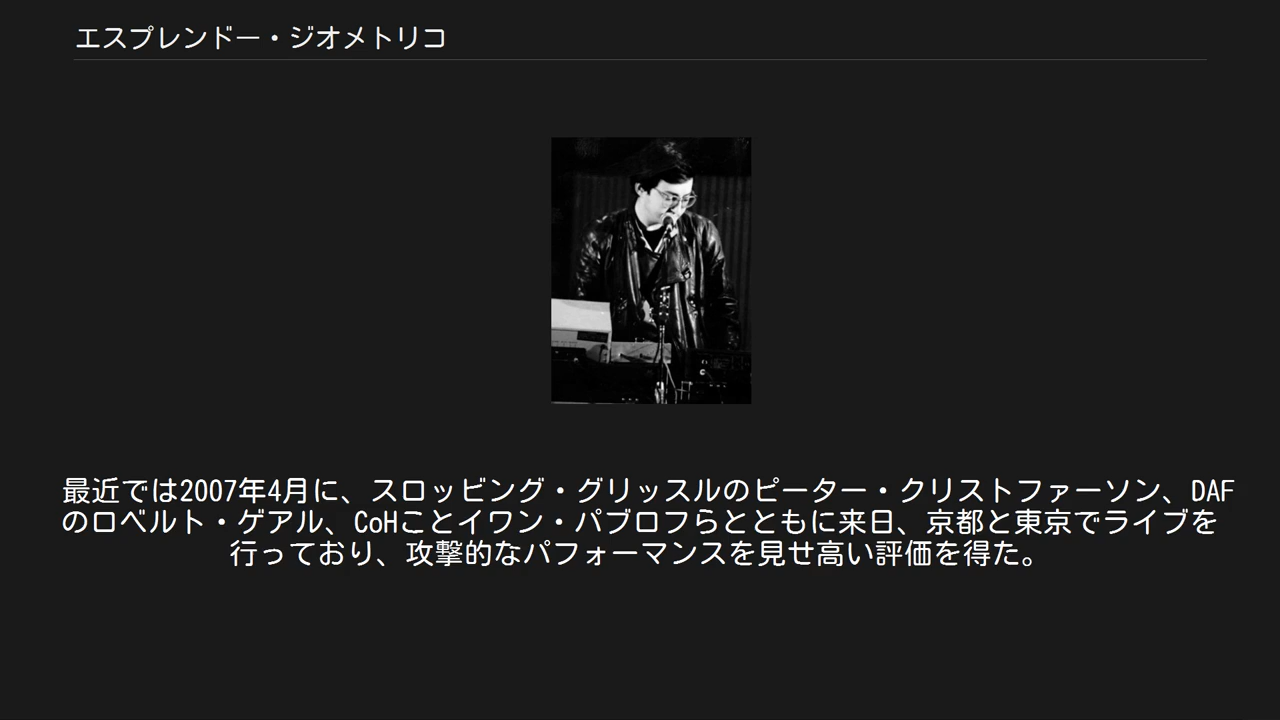 エスプレンドー・ジオメトリコ
最近では2007年4月に、スロッビング・グリッスルのピーター・クリストファーソン、DAF
のロベルト・ゲアル、CoHことイワン・パブロフらとともに来日、京都と東京でライブを
行っており、攻撃的なパフォーマンスを見せ高い評価を得た。